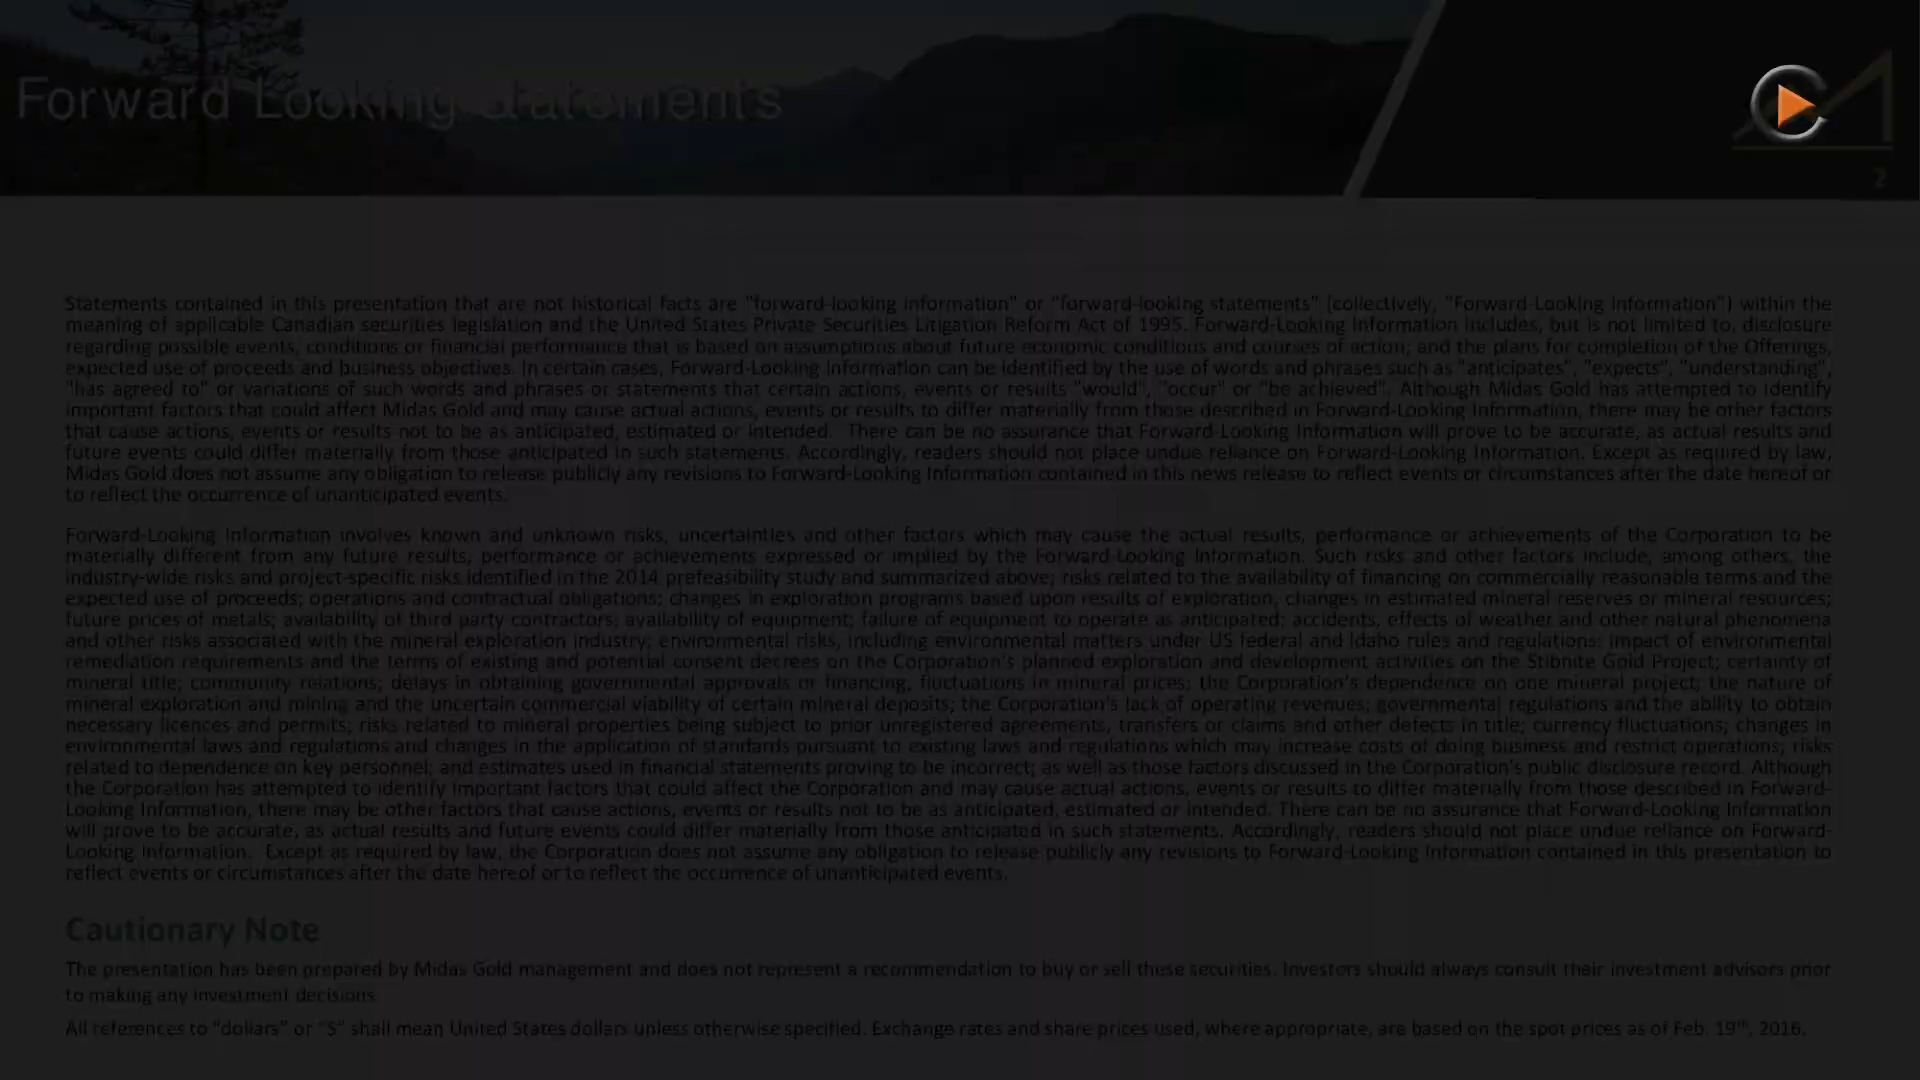 Forward Looking Statements
2
Statements contained in this presentation that are not historical facts are "forward-looking information" or "forward-looking statements" (collectively, "Forward-Looking Information") within the
meaning of applicable Canadian securities legislation and the United States Private Securities Litigation Reform Act of 1995. Forward-Looking Information includes, but is not limited to, disclosure
regarding possible events, conditions or financial performance that is based on assumptions about future economic conditions and courses of action; and the plans for completion of the Offerings,
expected use of proceeds and business objectives. In certain cases, Forward-Looking Information can be identified by the use of words and phrases such as "anticipates", "expects", "understanding",
"has agreed to" or variations of such words and phrases or statements that certain actions, events or results "would", "occur" or "be achieved". Although Midas Gold has attempted to identify
important factors that could affect Midas Gold and may cause actual actions, events or results to differ materially from those described in Forward-Looking Information, there may be other factors
that cause actions, events or results not to be as anticipated, estimated or intended. There can be no assurance that Forward-Looking Information will prove to be accurate, as actual results and
future events could differ materially from those anticipated in such statements. Accordingly, readers should not place undue reliance on Forward-Looking Information. Except as required by law,
Midas Gold does not assume any obligation to release publicly any revisions to Forward-Looking Information contained in this news release to reflect events or circumstances after the date hereof or
to reflect the occurrence of unanticipated events.
Forward-Looking Information involves known and unknown risks, uncertainties and other factors which may cause the actual results, performance or achievements of the Corporation to be
materially different from any future results, performance or achievements expressed or implied by the Forward-Looking Information. Such risks and other factors include, among others, the
industry-wide risks and project-specific risks identified in the 2014 prefeasibility study and summarized above; risks related to the availability of financing on commercially reasonable terms and the
expected use of proceeds; operations and contractual obligations; changes in exploration programs based upon results of exploration, changes in estimated mineral reserves or mineral resources;
future prices of metals; availability of third party contractors; availability of equipment; failure of equipment to operate as anticipated; accidents, effects of weather and other natural phenomena
and other risks associated with the mineral exploration industry; environmental risks, including environmental matters under US federal and Idaho rules and regulations; impact of environmental
remediation requirements and the terms of existing and potential consent decrees on the Corporation's planned exploration and development activities on the Stibnite Gold Project; certainty of
mineral title; community relations; delays in obtaining governmental approvals or financing; fluctuations in mineral prices; the Corporation's dependence on one mineral project; the nature of
mineral exploration and mining and the uncertain commercial viability of certain mineral deposits; the Corporation's lack of operating revenues; governmental regulations and the ability to obtain
necessary licences and permits; risks related to mineral properties being subject to prior unregistered agreements, transfers or claims and other defects in title; currency fluctuations; changes in
environmental laws and regulations and changes in the application of standards pursuant to existing laws and regulations which may increase costs of doing business and restrict operations; risks
related to dependence on key personnel; and estimates used in financial statements proving to be incorrect; as well as those factors discussed in the Corporation's public disclosure record. Although
the Corporation has attempted to identify important factors that could affect the Corporation and may cause actual actions, events or results to differ materially from those described in Forward-
Looking Information, there may be other factors that cause actions, events or results not to be as anticipated, estimated or intended. There can be no assurance that Forward-Looking Information
will prove to be accurate, as actual results and future events could differ materially from those anticipated in such statements. Accordingly, readers should not place undue reliance on Forward-
Looking Information. Except as required by law, the Corporation does not assume any obligation to release publicly any revisions to Forward-Looking Information contained in this presentation to
reflect events or circumstances after the date hereof or to reflect the occurrence of unanticipated events.
Cautionary Note
The presentation has been prepared by Midas Gold management and does not represent a recommendation to buy or sell these securities. Investors should always consult their investment advisors prior
to making any investment decisions.
All references to "dollars" or "$" shall mean United States dollars unless otherwise specified. Exchange rates and share prices used, where appropriate, are based on the spot prices as of Feb. 19th, 2016.